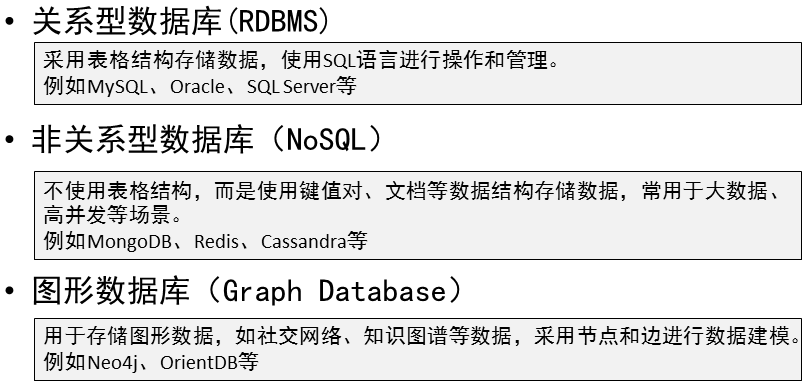 • 关系型数据库(RDBMS)
采用表格结构存储数据，使用SQL语言进行操作和管理。
例如MySQL、Oracle、SQL Server等
• 非关系型数据库（NoSQL）
不使用表格结构，而是使用键值对、文档等数据结构存储数据，常用于大数据、
高并发等场景。
例如MongoDB、Redis、Cassandra等
• 图形数据库（Graph Database）
用于存储图形数据，如社交网络、知识图谱等数据，采用节点和边进行数据建模。
例如Neo4j、OrientDB等